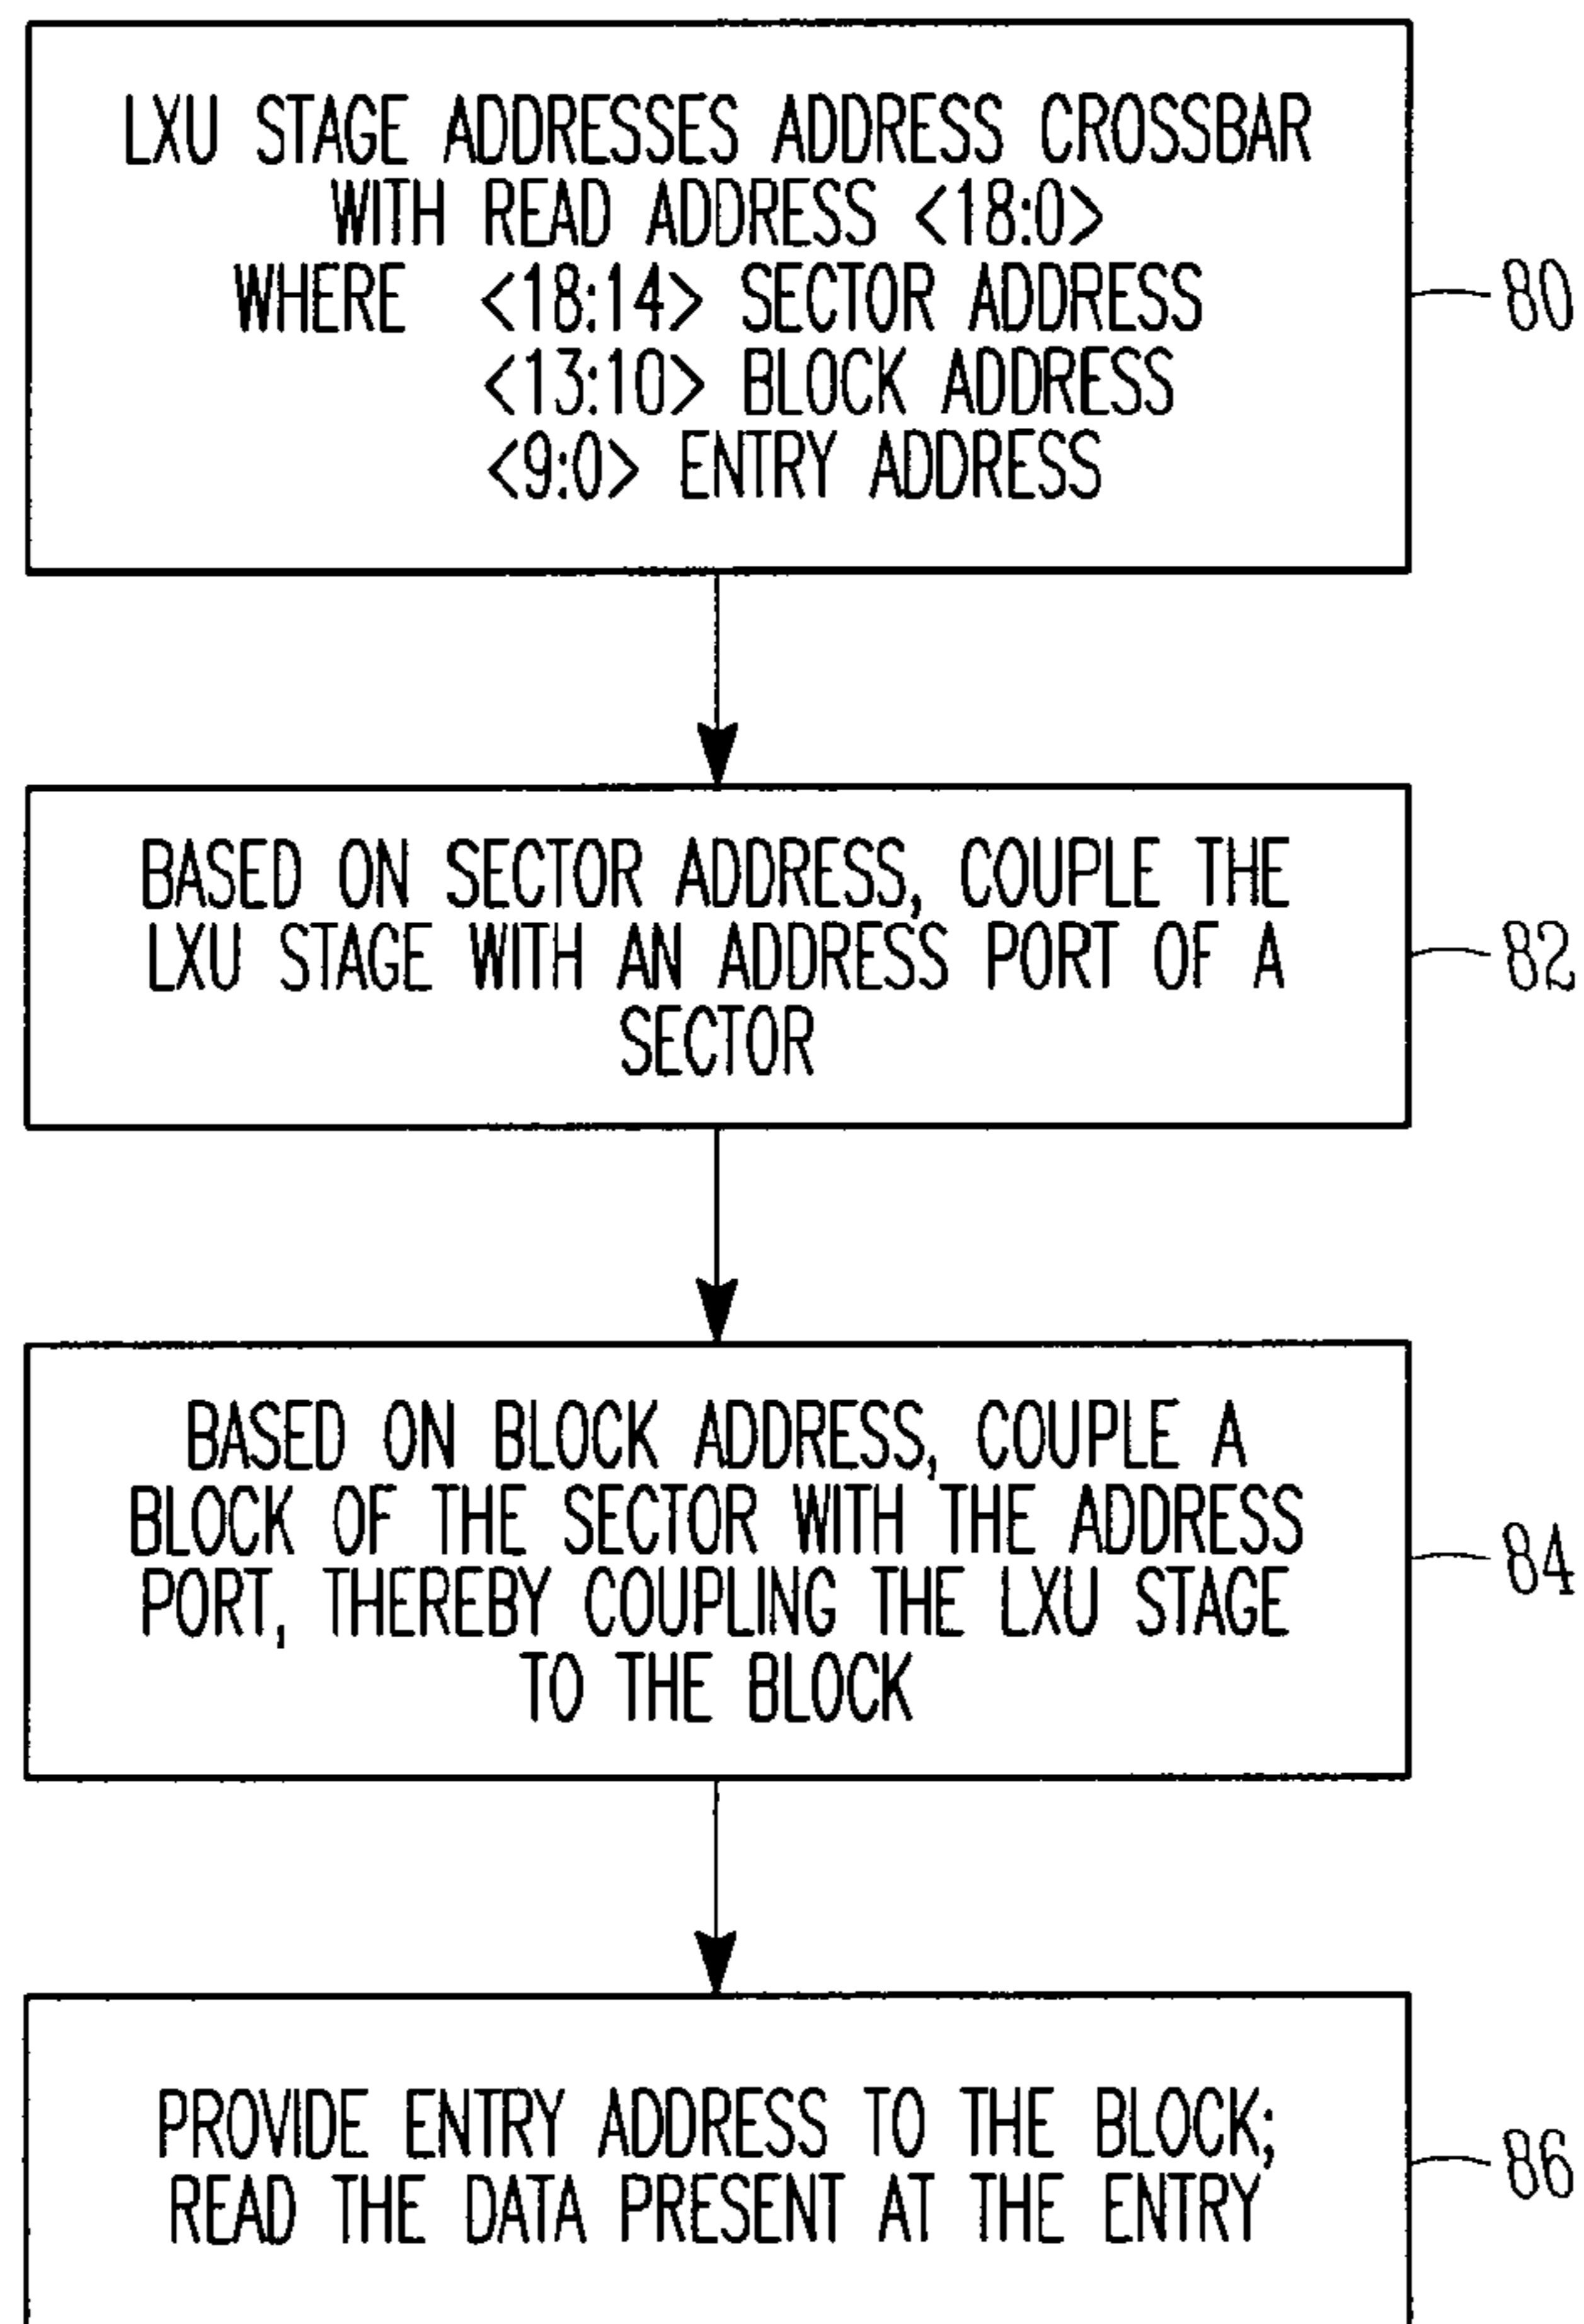 LXU STAGE ADDRESSES ADDRESS CROSSBAR
WITH READ ADDRESS <18:0>
WHERE <18:14> SECTOR ADDRESS
<13:10> BLOCK ADDRESS
<9:0> ENTRY ADDRESS
80
BASED ON SECTOR ADDRESS, COUPLE THE
LXU STAGE WITH AN ADDRESS PORT OF A
SECTOR
82
BASED ON BLOCK ADDRESS, COUPLE A
BLOCK OF THE SECTOR WITH THE ADDRESS
PORT, THEREBY COUPLING THE LXU STAGE
TO THE BLOCK
84
PROVIDE ENTRY ADDRESS TO THE BLOCK;
READ THE DATA PRESENT AT THE ENTRY
86